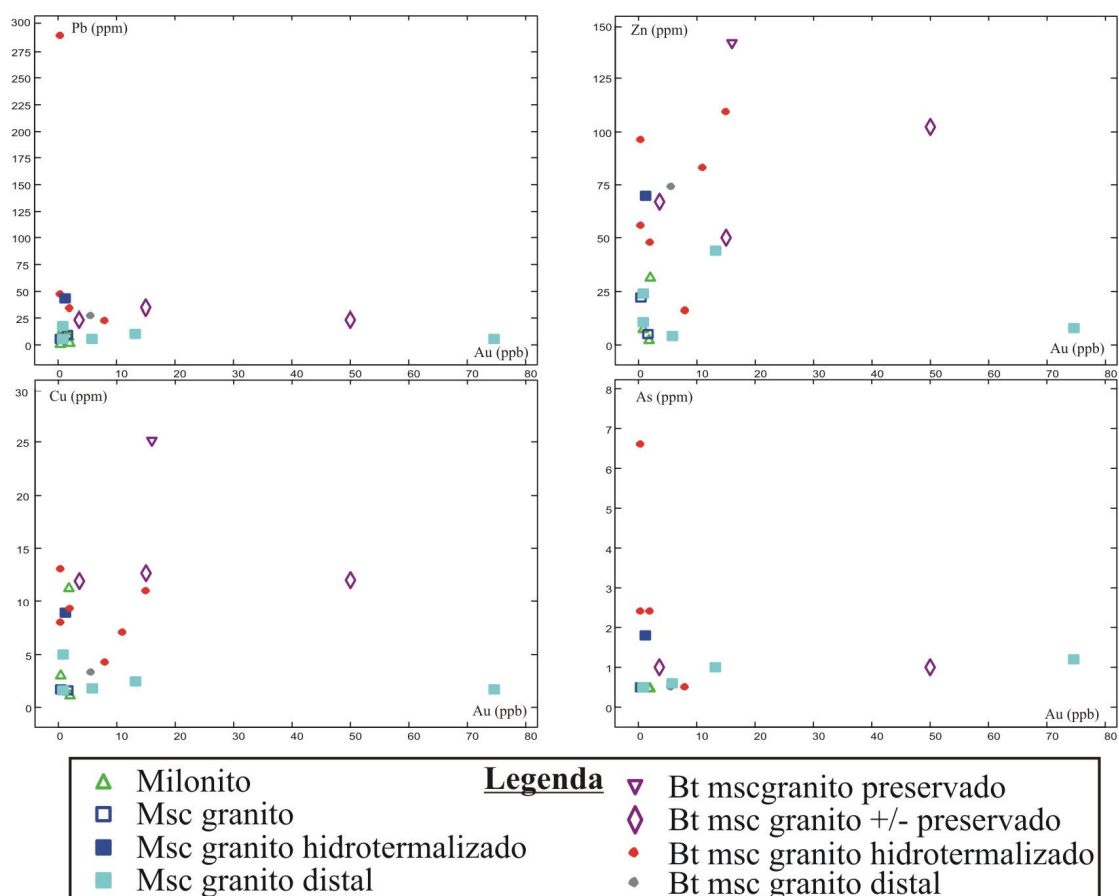 Pb (ppm)
300
275
250
225
200
175
150
125
100
75
50
25
0
Au (ppb)
0 10 20 30 40 50 60 70 80
Zn (ppm)
150
125
100
75
50
25
0
Au (ppb)
0 10 20 30 40 50 60 70 80
Cu (ppm)
30
25
20
15
10
5
0
Au (ppb)
0 10 20 30 40 50 60 70 80
As (ppm)
8
7
6
5
4
3
2
1
0
Au (ppb)
0 10 20 30 40 50 60 70 80
Legenda
Milonito
Msc granito
Msc granito hidrotermalizado
Msc granito distal
Bt mscgranito preservado
Bt msc granito +/- preservado
Bt msc granito hidrotermalizado
Bt msc granito distal